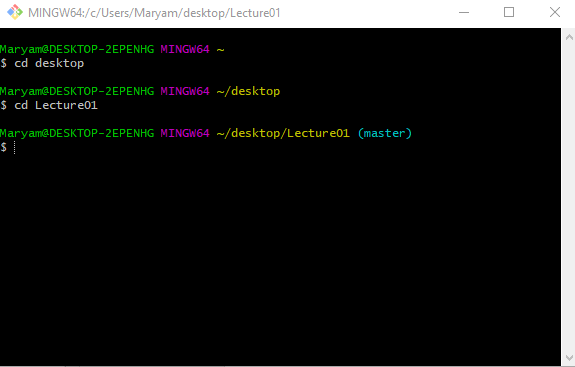 MINGW64:/c/Users/Maryam/desktop/Lecture01
Maryam@DESKTOP-2EPENHG MINGW64 ~
$ cd desktop
Maryam@DESKTOP-2EPENHG MINGW64 ~/desktop
$ cd Lecture01
Maryam@DESKTOP-2EPENHG MINGW64 ~/desktop/Lecture01 (master)
$